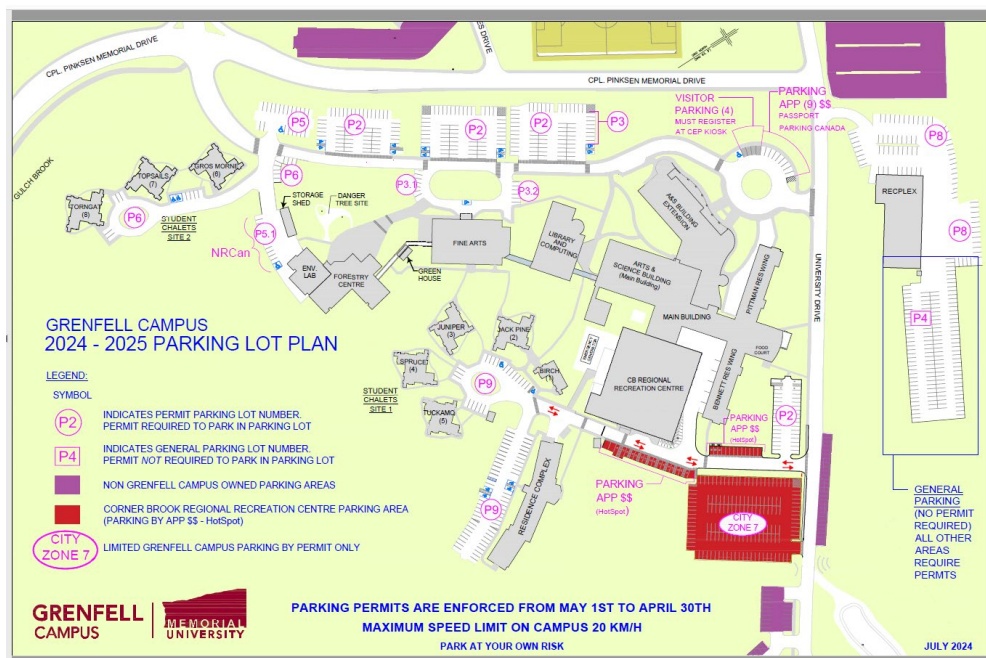 CPL. PINKSEN MEMORIAL DRIVE
CPL. PINKSEN MEMORIAL DRIVE
VISITOR
PARKING (4)
MUST REGISTER
AT CEP KIOSK
PARKING
APP (9) $$
PASSPORT
PARKING CANADA
P5
P2
P2
P2
P3
P8
GULCH BROOK
TORNGAT
(8)
TOPSAILS
(7)
GROS MORNE
(6)
P6
P6
STUDENT
CHALETS
SITE 2
STORAGE
SHED
DANGER
TREE SITE
P3.1
P3.2
P5.1
NRCan
ENV.
LAB
FORESTRY
CENTRE
GREEN
HOUSE
FINE ARTS
LIBRARY
AND
COMPUTING
A&S BUILDING
EXTENSION
ARTS &
SCIENCE BUILDING
(Main Building)
MAIN BUILDING
PITTMAN RES WING
UNIVERSITY DRIVE
RECPLEX
P8
P4
GRENFELL CAMPUS
2024 - 2025 PARKING LOT PLAN
JUNIPER
(3)
JACK PINE
(2)
SPRUCE
(4)
BIRCH
(1)
TUCKAMO
(5)
P9
STUDENT
CHALETS
SITE 1
CB REGIONAL
RECREATION CENTRE
BENNETT RES WING
FOOD
COURT
P2
PARKING
APP $$
(HotSpot)
PARKING
APP $$
(HotSpot)
P9
RESIDENCE COMPLEX
CITY
ZONE 7
LEGEND:
SYMBOL
P2
INDICATES PERMIT PARKING LOT NUMBER.
PERMIT REQUIRED TO PARK IN PARKING LOT
P4
INDICATES GENERAL PARKING LOT NUMBER.
PERMIT NOT REQUIRED TO PARK IN PARKING LOT
NON GRENFELL CAMPUS OWNED PARKING AREAS
CORNER BROOK REGIONAL RECREATION CENTRE PARKING AREA
(PARKING BY APP $$ - HotSpot)
CITY
ZONE 7
LIMITED GRENFELL CAMPUS PARKING BY PERMIT ONLY
GENERAL
PARKING
(NO PERMIT
REQUIRED)
ALL OTHER
AREAS
REQUIRE
PERMTS
GRENFELL
CAMPUS
MEMORIAL
UNIVERSITY
PARKING PERMITS ARE ENFORCED FROM MAY 1ST TO APRIL 30TH
MAXIMUM SPEED LIMIT ON CAMPUS 20 KM/H
PARK AT YOUR OWN RISK
JULY 2024